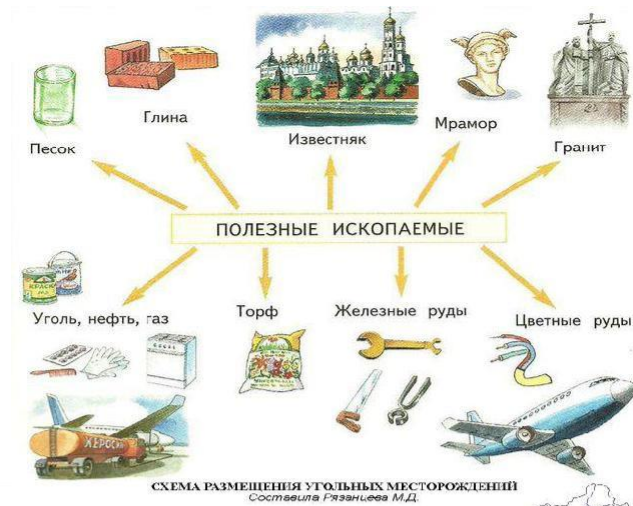 Песок
Глина
Известняк
Мрамор
Гранит
ПОЛЕЗНЫЕ ИСКОПАЕМЫЕ
КРАСКА
Уголь, нефть, газ
Торф
Железные руды
Цветные руды
КЕРОСИН
СХЕМА РАЗМЕЩЕНИЯ УГОЛЬНЫХ МЕСТОРОЖДЕНИЙ
Составила Рязанцева М.Д.